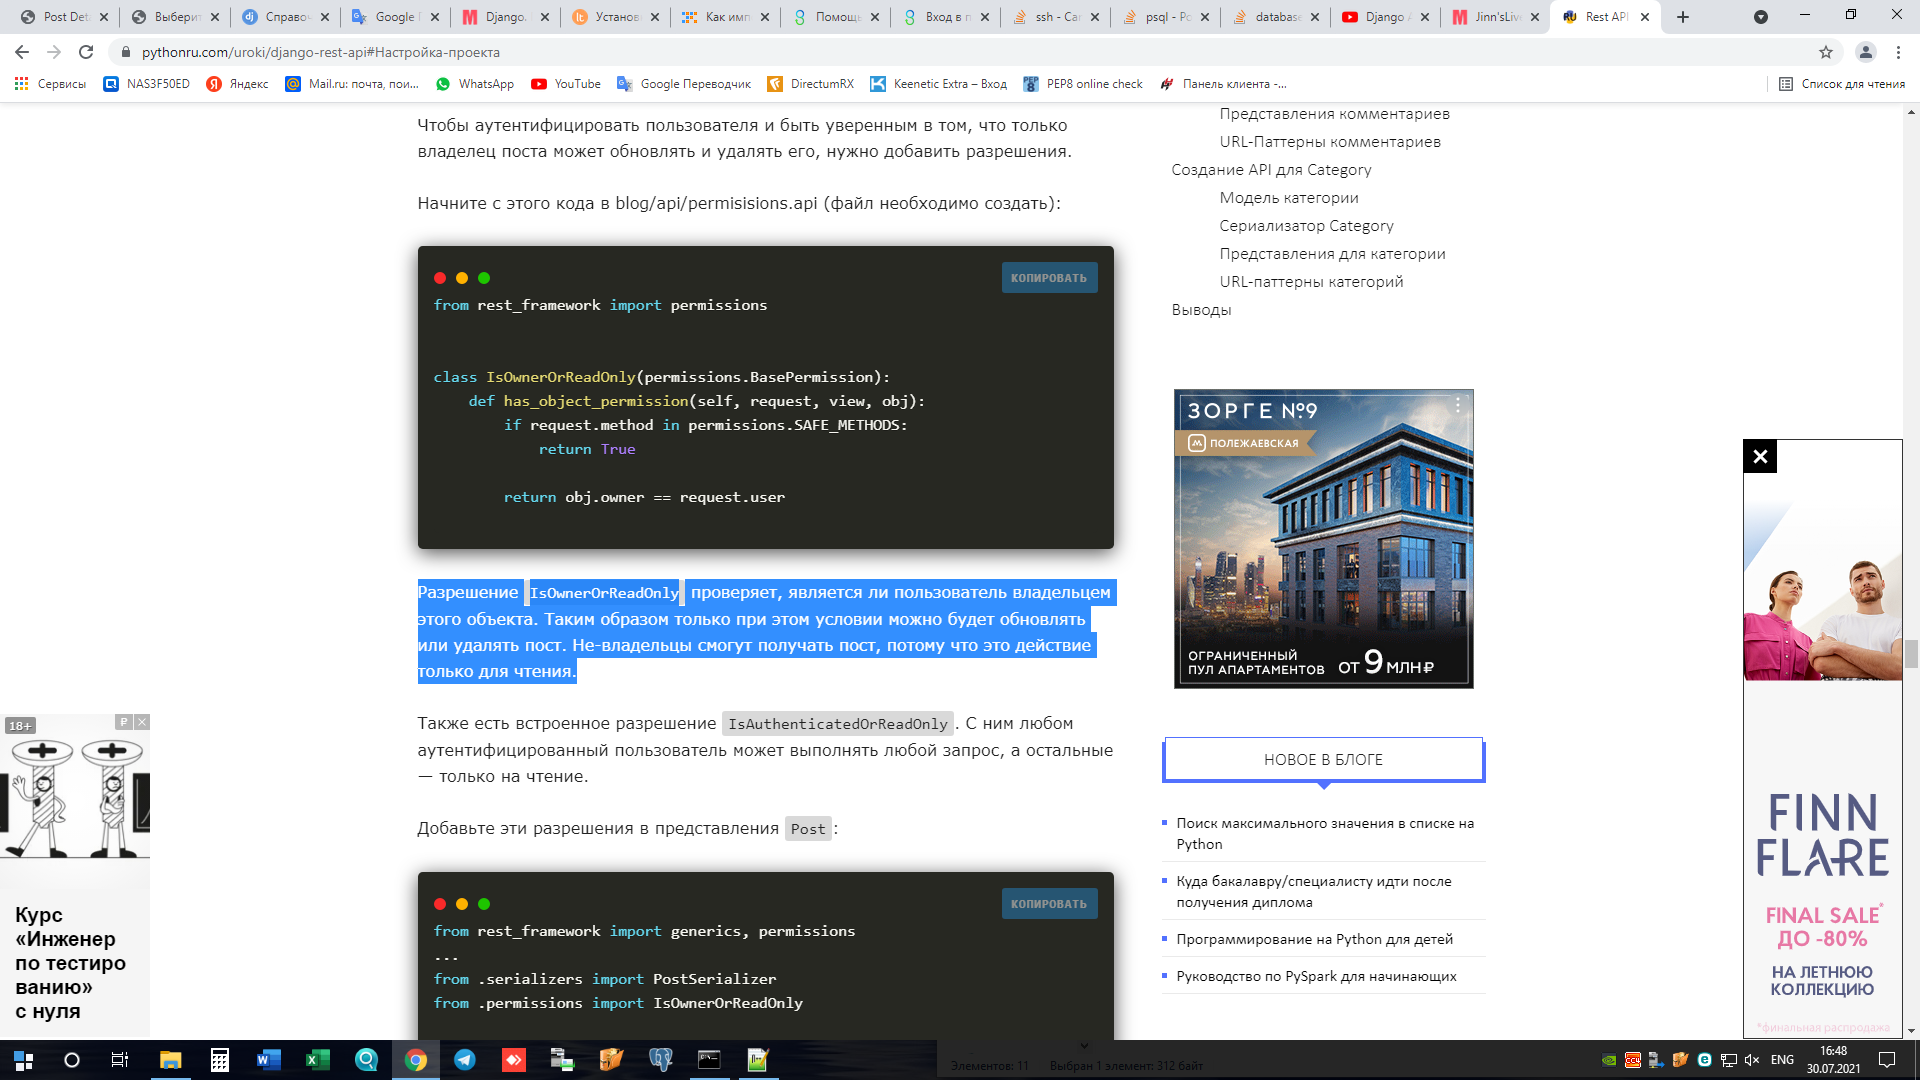 Post Deta
Выберит
Справоч
Google П
Django.
Установ
Как имп
Помощь
Вход в п
ssh - Can
psql - Po
database
Django A
Jinn'sLive
Rest API
pythonru.com/uroki/django-rest-api#Настройка-проекта
Сервисы
NAS3F50ED
Яндекс
Mail.ru: почта, пои...
WhatsApp
YouTube
Google Переводчик
DirectumRX
Keenetic Extra – Вход
PEP8 online check
Панель клиента -...
Список для чтения
Чтобы аутентифицировать пользователя и быть уверенным в том, что только
владелец поста может обновлять и удалять его, нужно добавить разрешения.
Начните с этого кода в blog/api/permisisions.api (файл необходимо создать):
КОПИРОВАТЬ
from rest_framework import permissions
class IsOwnerOrReadOnly(permissions.BasePermission):
def has_object_permission(self, request, view, obj):
if request.method in permissions.SAFE_METHODS:
return True
return obj.owner == request.user
Разрешение IsOwnerOrReadOnly проверяет, является ли пользователь владельцем
этого объекта. Таким образом только при этом условии можно будет обновлять
или удалять пост. Не-владельцы смогут получать пост, потому что это действие
только для чтения.
Также есть встроенное разрешение IsAuthenticatedOrReadOnly. С ним любом
аутентифицированный пользователь может выполнять любой запрос, а остальные
— только на чтение.
Добавьте эти разрешения в представления Post:
КОПИРОВАТЬ
from rest_framework import generics, permissions
...
from .serializers import PostSerializer
from .permissions import IsOwnerOrReadOnly
Представления комментариев
URL-Паттерны комментариев
Создание API для Category
Модель категории
Сериализатор Category
Представления для категории
URL-паттерны категорий
Выводы
ЗОРГЕ №9
ПОЛЕЖАЕВСКАЯ
ОГРАНИЧЕННЫЙ
ПУЛ АПАРТАМЕНТОВ ОТ 9 МЛН ₽
НОВОЕ В БЛОГЕ
Поиск максимального значения в списке на
Python
Куда бакалавру/специалисту идти после
получения диплома
Программирование на Python для детей
Руководство по PySpark для начинающих
18+
Курс
«Инженер
по тестиро
ванию»
с нуля
FINN
FLARE
FINAL SALE*
ДО -80%
НА ЛЕТНЮЮ
КОЛЛЕКЦИЮ
*финальная распродажа
Элементов: 11
Выбран 1 элемент: 312 байт
ENG
16:48
30.07.2021